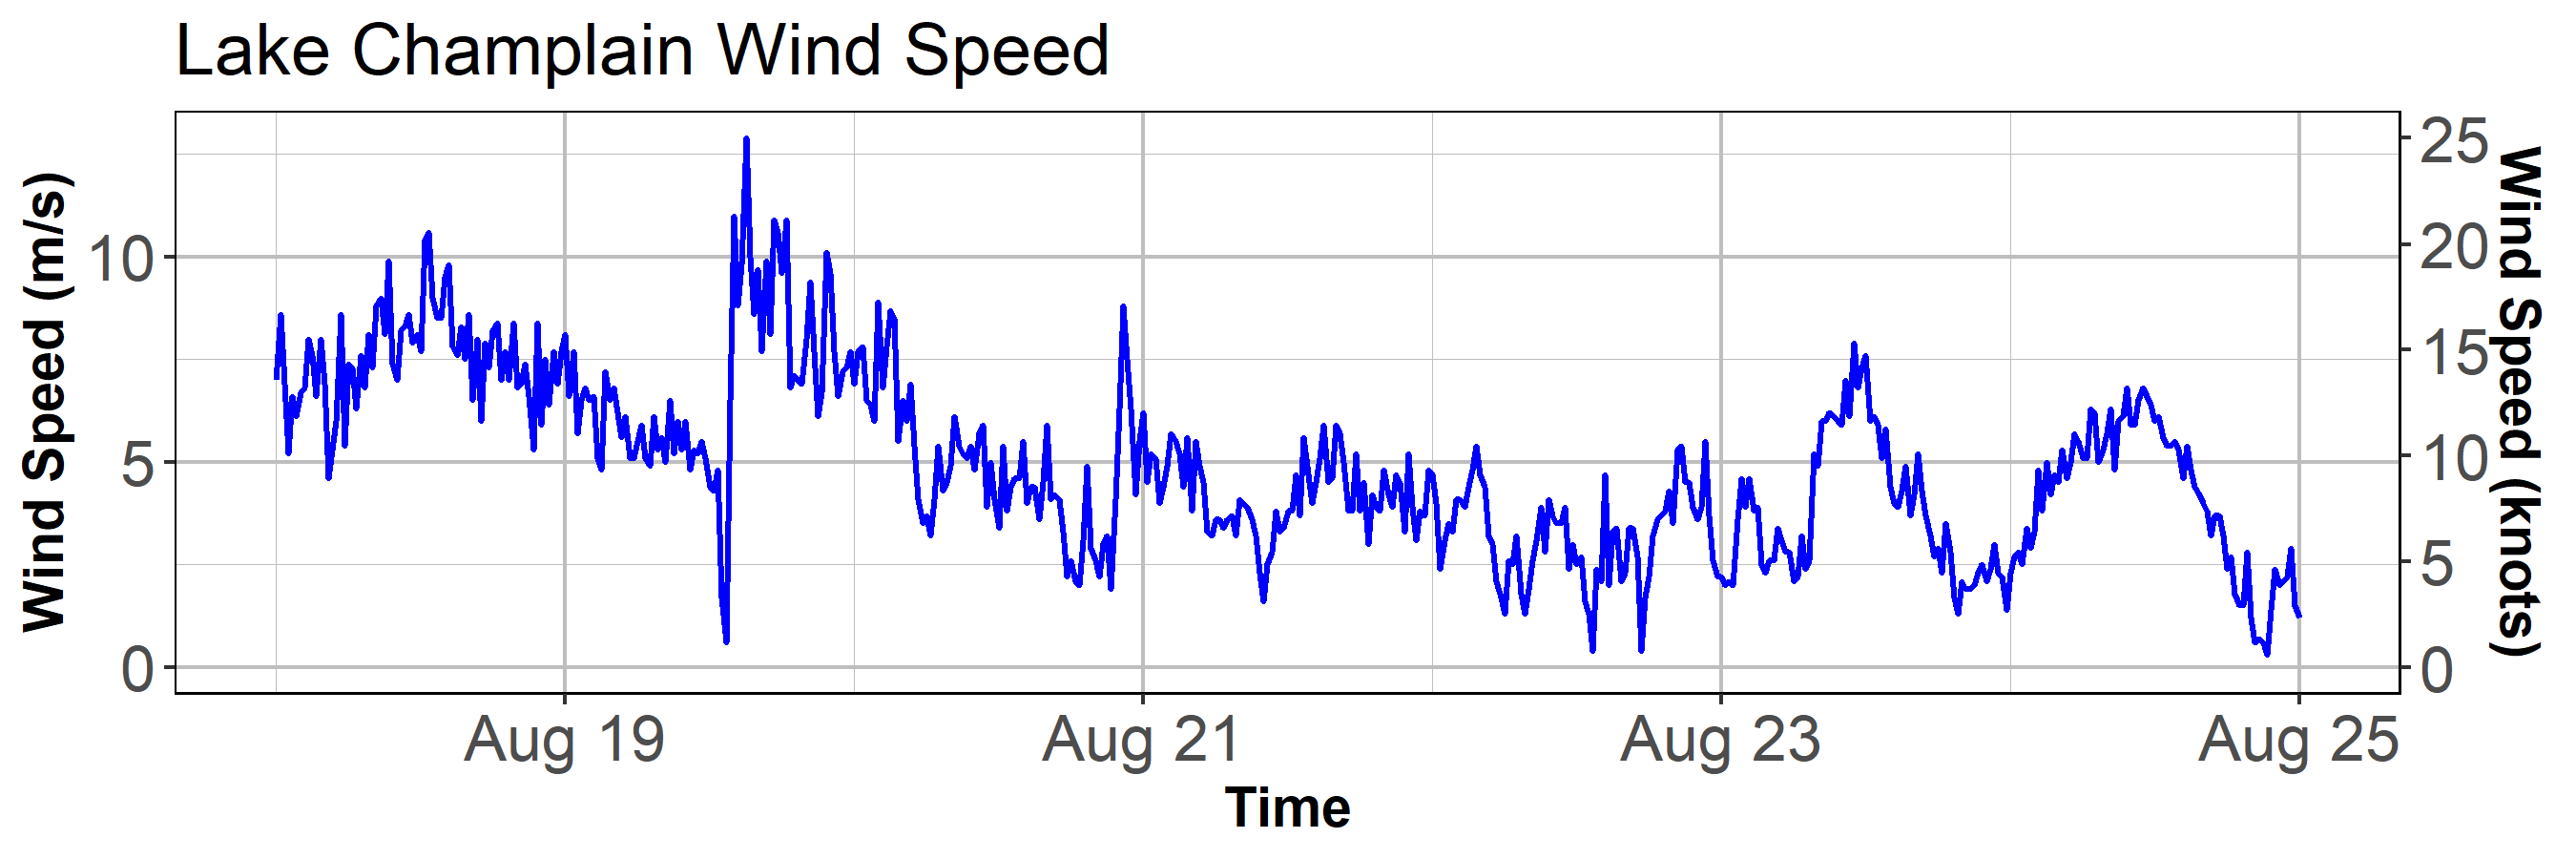 Lake Champlain Wind Speed
Wind Speed (m/s)
10
5
0
25
20
15
10
5
0
Wind Speed (knots)
Aug 19
Aug 21
Aug 23
Aug 25
Time